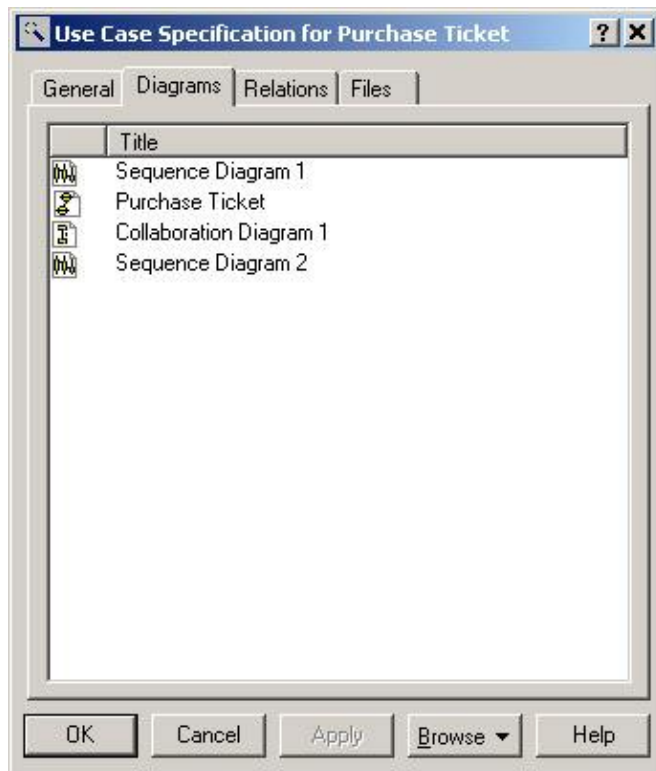 Use Case Specification for Purchase Ticket
General Diagrams Relations Files
Title
Sequence Diagram 1
Purchase Ticket
Collaboration Diagram 1
Sequence Diagram 2
OK Cancel Apply Browse Help